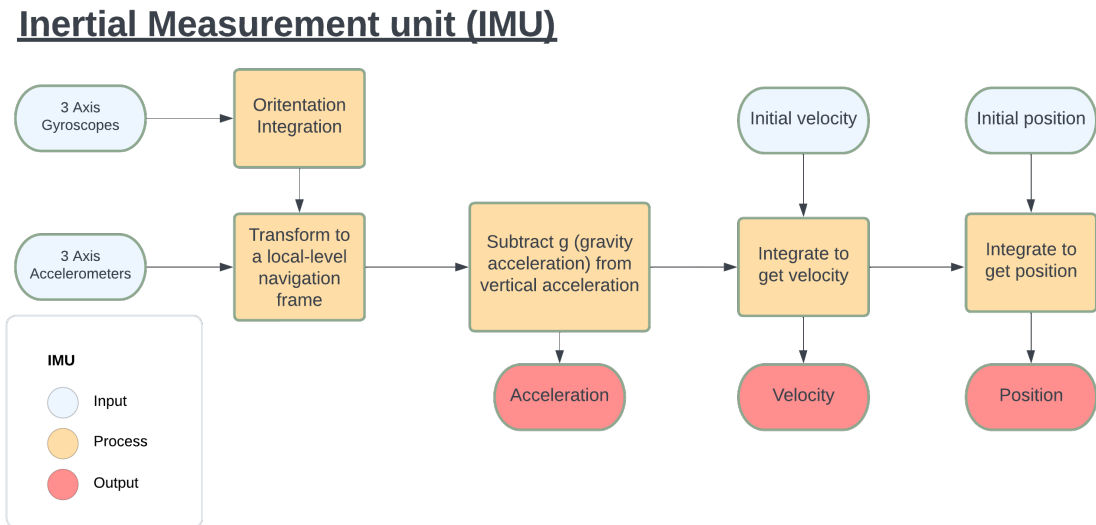 Inertial Measurement unit (IMU)
3 Axis
Gyroscopes
Oritentation
Integration
Initial velocity
Initial position
3 Axis
Accelerometers
Transform to
a local-level
navigation
frame
Subtract g (gravity
acceleration) from
vertical acceleration
Integrate to
get velocity
Integrate to
get position
Acceleration
Velocity
Position
IMU
Input
Process
Output